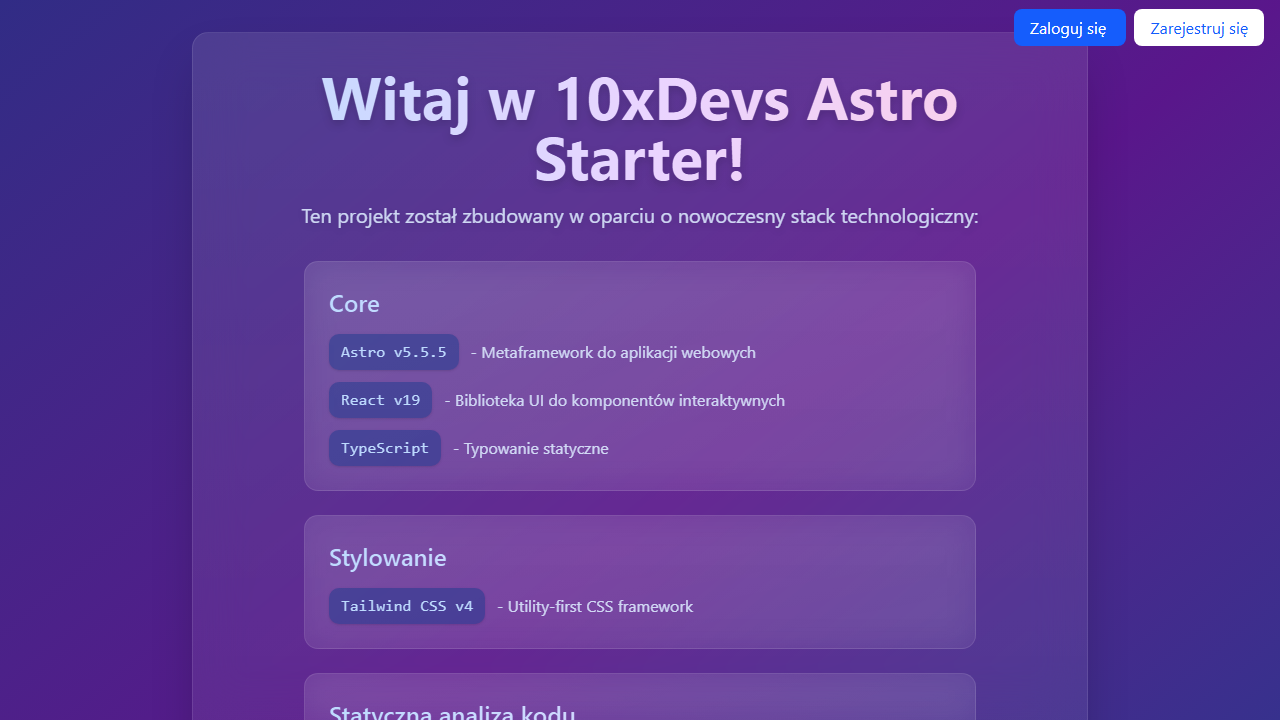 Zaloguj się
Zarejestruj się
Witaj w 10xDevs Astro
Starter!
Ten projekt został zbudowany w oparciu o nowoczesny stack technologiczny:
Core
Astro v5.5.5 - Metaframework do aplikacji webowych
React v19 - Biblioteka UI do komponentów interaktywnych
TypeScript - Typowanie statyczne
Stylowanie
Tailwind CSS v4 - Utility-first CSS framework
Statyczna analiza kodu